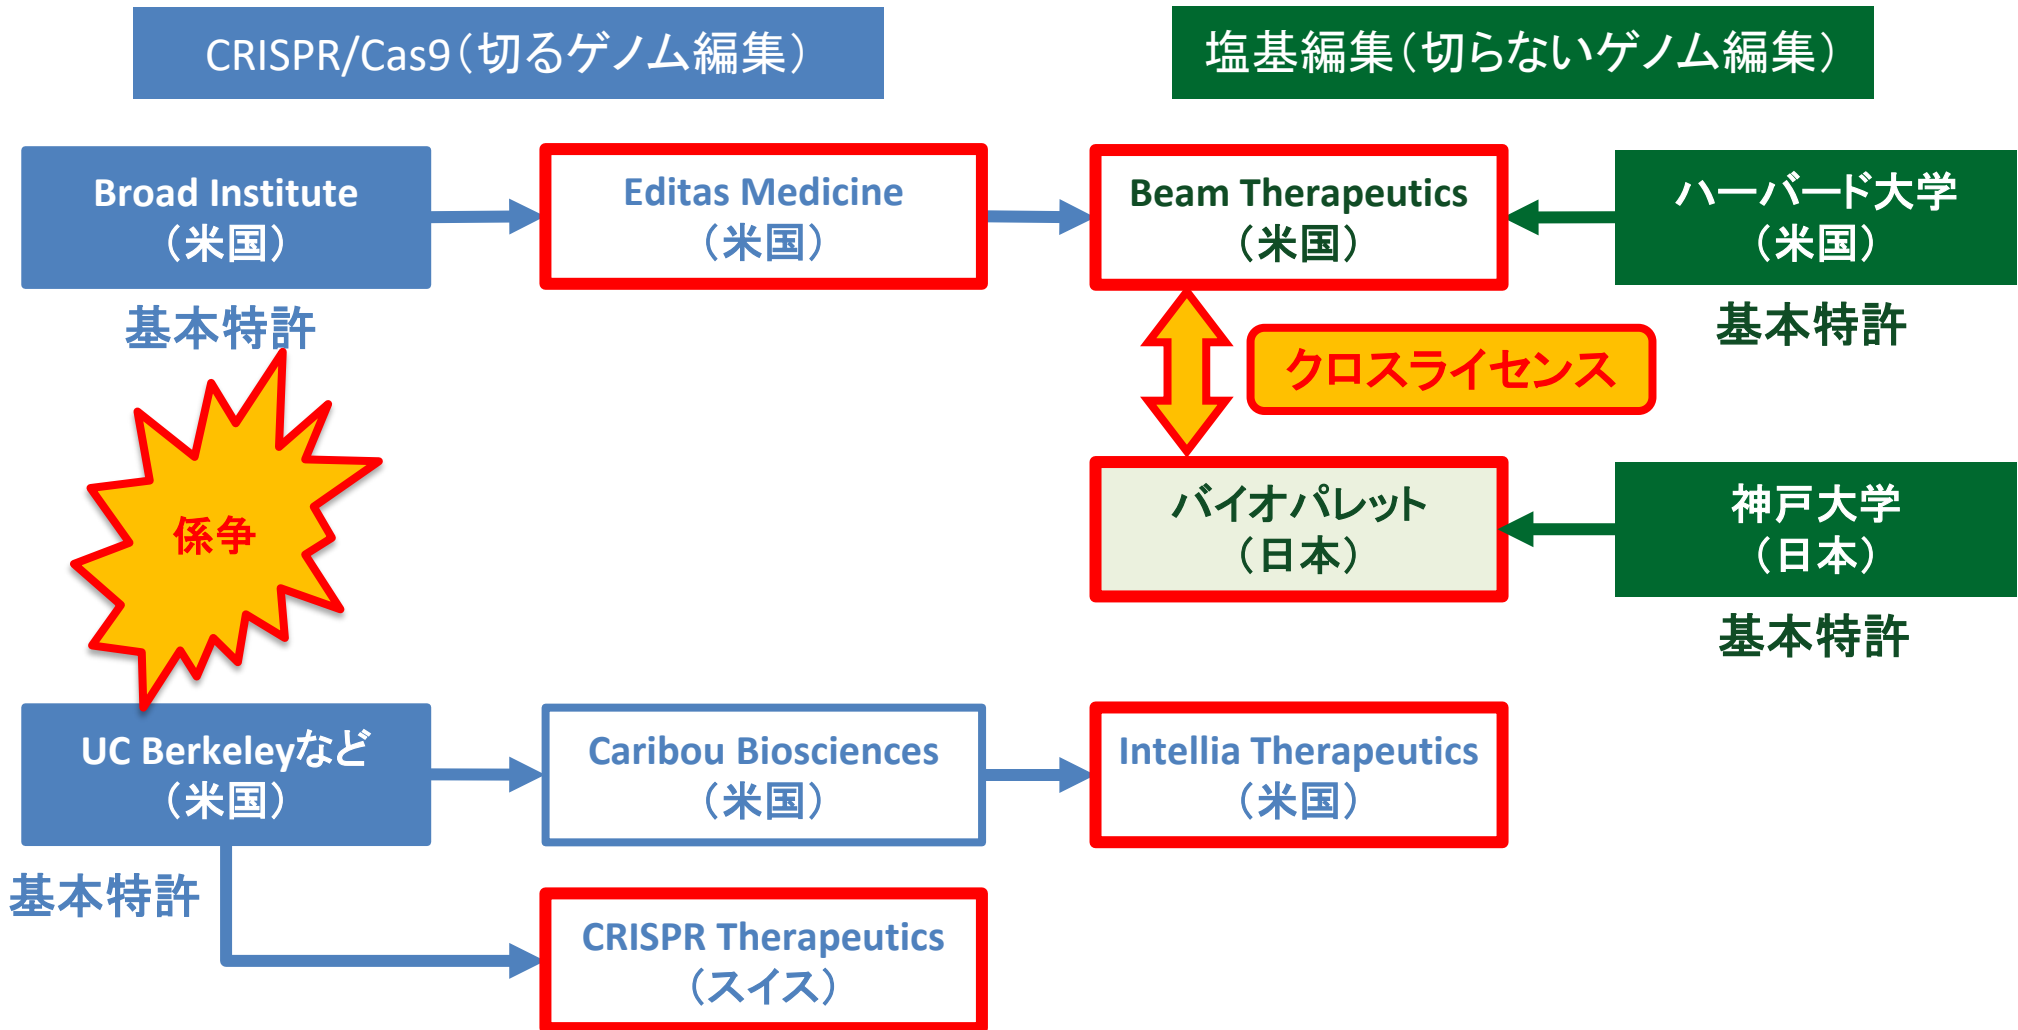 CRISPR/Cas9（切るゲノム編集）
塩基編集（切らないゲノム編集）
Broad Institute
（米国）
基本特許
Editas Medicine
（米国）
Beam Therapeutics
（米国）
ハーバード大学
（米国）
基本特許
クロスライセンス
係争
バイオパレット
（日本）
神戸大学
（日本）
基本特許
UC Berkeleyなど
（米国）
基本特許
Caribou Biosciences
（米国）
Intellia Therapeutics
（米国）
CRISPR Therapeutics
（スイス）